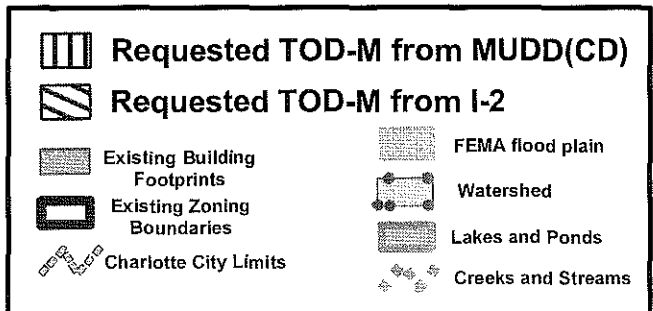 Requested TOD-M from MUDD(CD)
Requested TOD-M from I-2
Existing Building
Footprints
Existing Zoning
Boundaries
Charlotte City Limits
FEMA flood plain
Watershed
Lakes and Ponds
Creeks and Streams